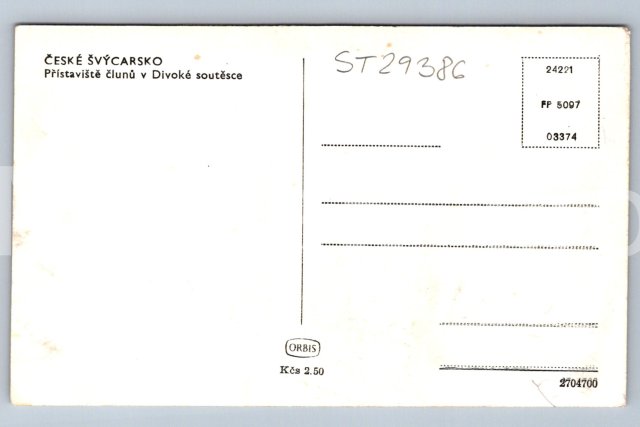 ČESKÉ ŠVÝCARSKO
Přístaviště člunů v Divoké soutěsce
ST29386
24221
FP 5097
03374
ORBIS
Kčs 2.50
2704700